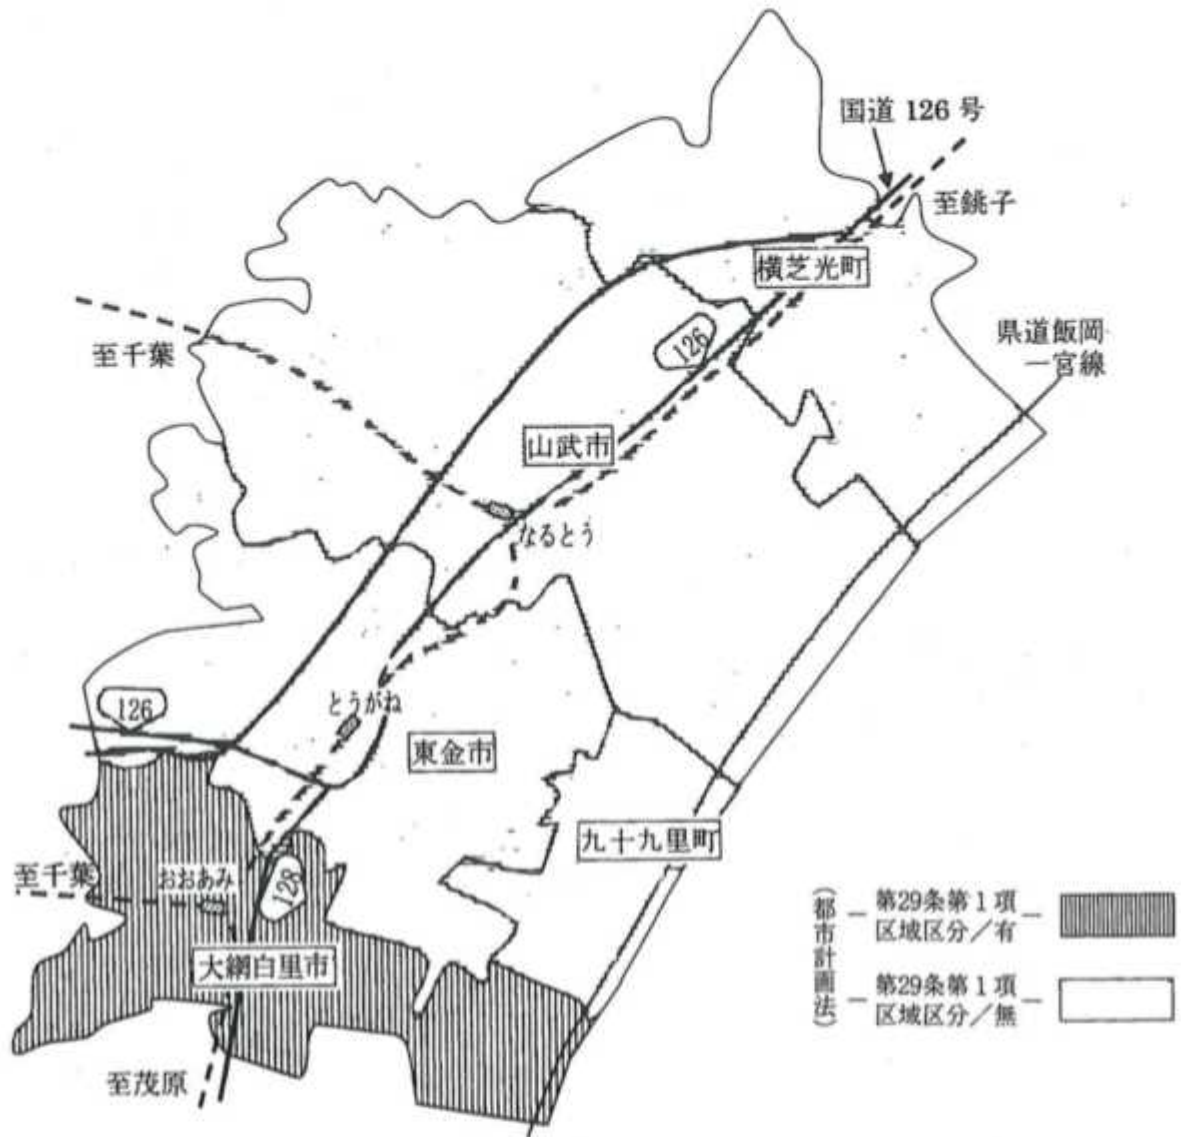 国道 126 号
至銚子
横芝光町
県道飯岡
一宮線
至千葉
126
山武市
なるとう
126
とうがね
東金市
九十九里町
至千葉
おおあみ
128
大網白里市
至茂原
(都市計画法)
第29条第1項
区域区分/有
第29条第1項
区域区分/無